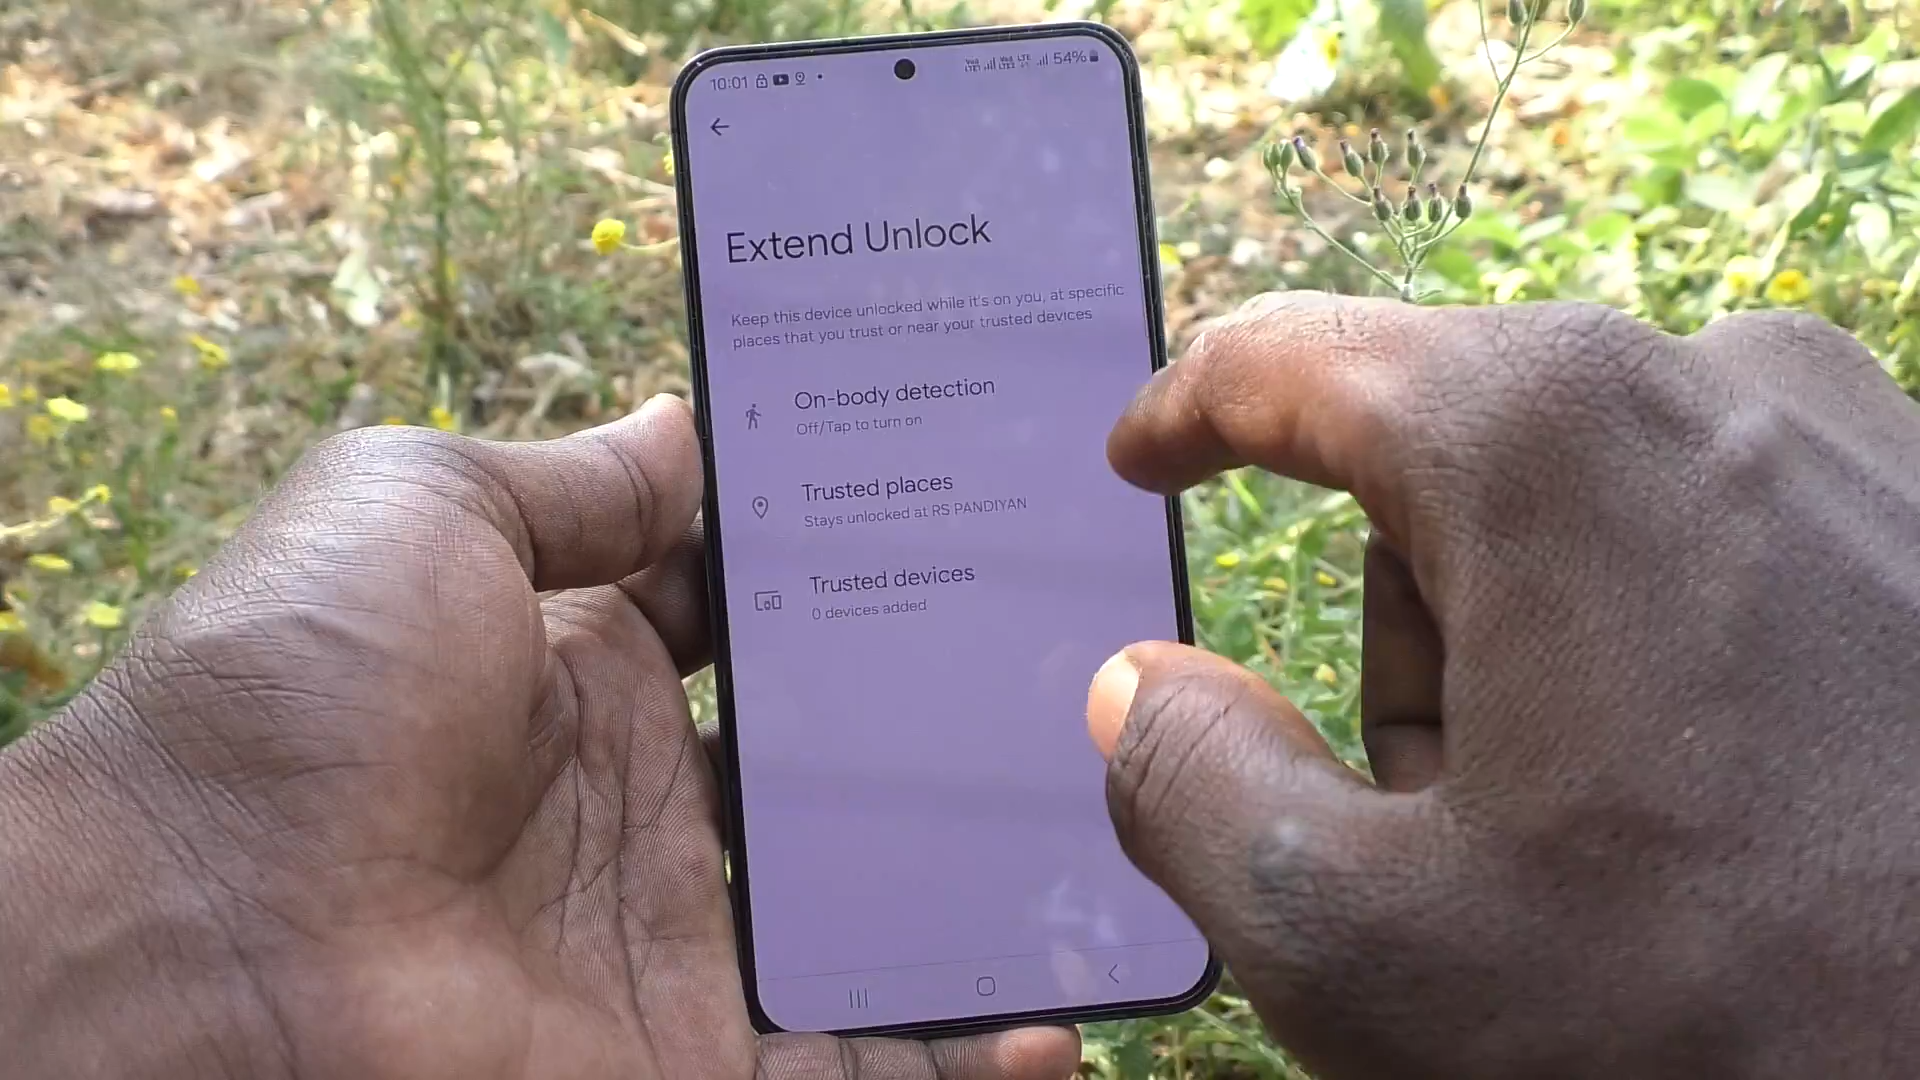 10:01 54%
Extend Unlock
Keep this device unlocked while it's on you, at specific
places that you trust or near your trusted devices
On-body detection
Off/Tap to turn on
Trusted places
Stays unlocked at RS PANDIYAN
Trusted devices
0 devices added